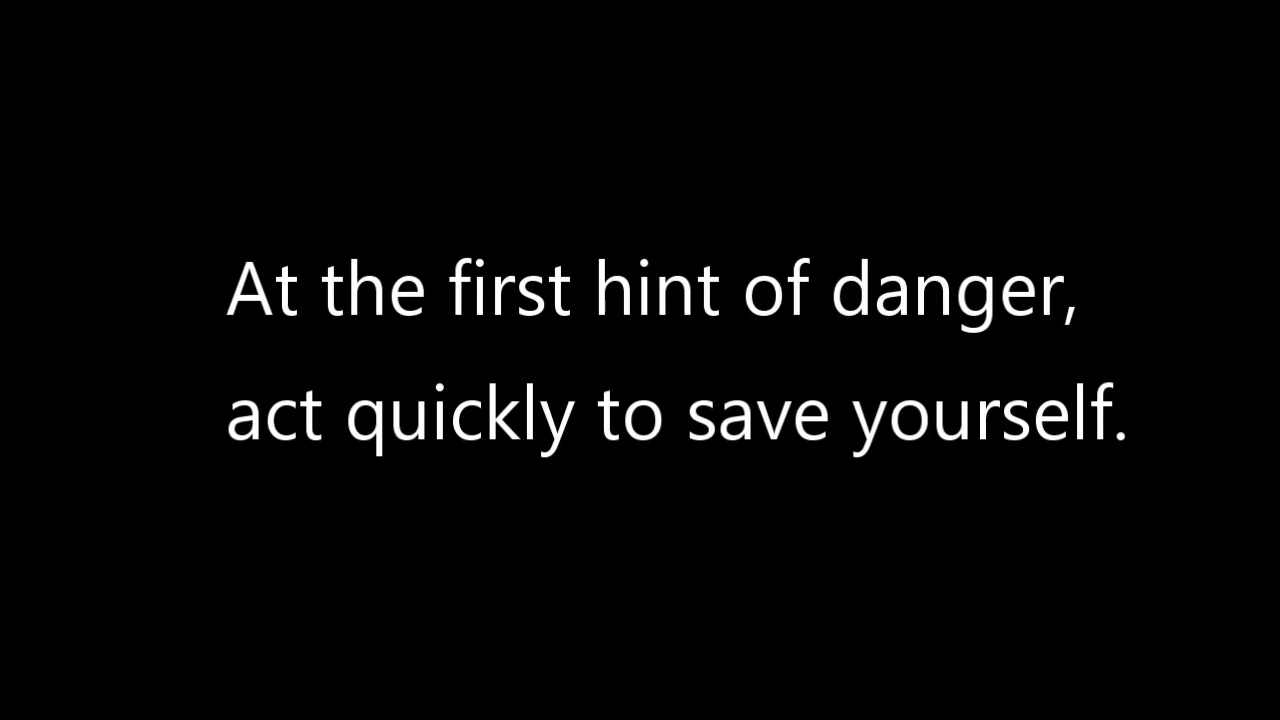 At the first hint of danger,
act quickly to save yourself.